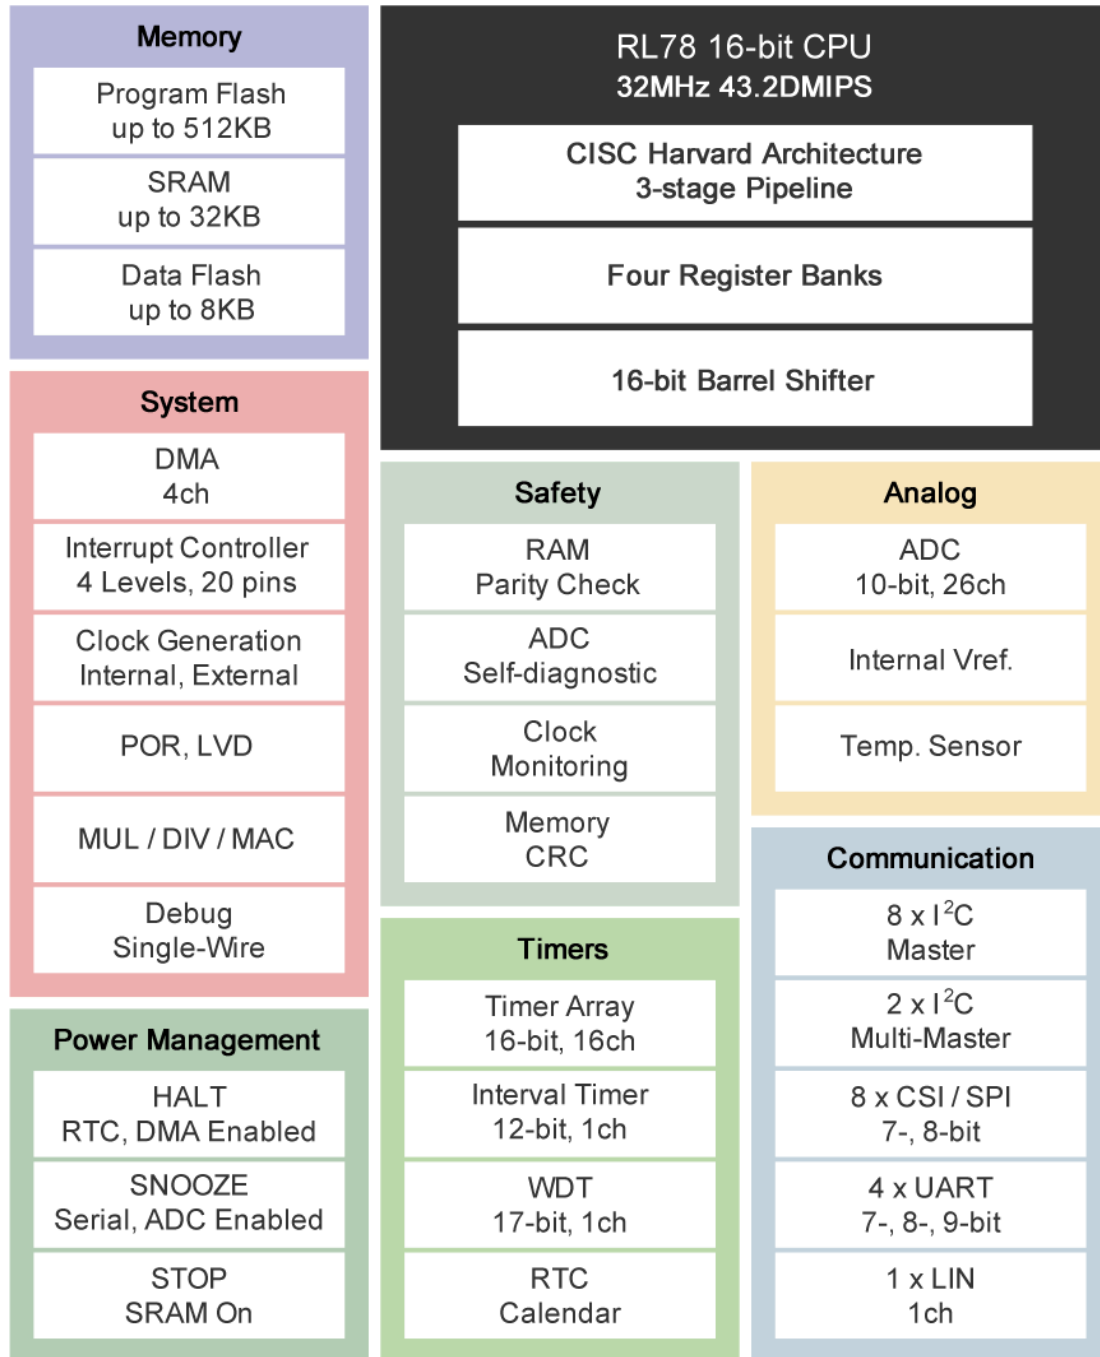 Memory
Program Flash
up to 512KB
SRAM
up to 32KB
Data Flash
up to 8KB
RL78 16-bit CPU
32MHz 43.2DMIPS
CISC Harvard Architecture
3-stage Pipeline
Four Register Banks
16-bit Barrel Shifter
System
DMA
4ch
Interrupt Controller
4 Levels, 20 pins
Clock Generation
Internal, External
POR, LVD
MUL / DIV / MAC
Debug
Single-Wire
Safety
RAM
Parity Check
ADC
Self-diagnostic
Clock
Monitoring
Memory
CRC
Analog
ADC
10-bit, 26ch
Internal Vref.
Temp. Sensor
Power Management
HALT
RTC, DMA Enabled
SNOOZE
Serial, ADC Enabled
STOP
SRAM On
Timers
Timer Array
16-bit, 16ch
Interval Timer
12-bit, 1ch
WDT
17-bit, 1ch
RTC
Calendar
Communication
8 x I²C
Master
2 x I²C
Multi-Master
8 x CSI / SPI
7-, 8-bit
4 x UART
7-, 8-, 9-bit
1 x LIN
1ch